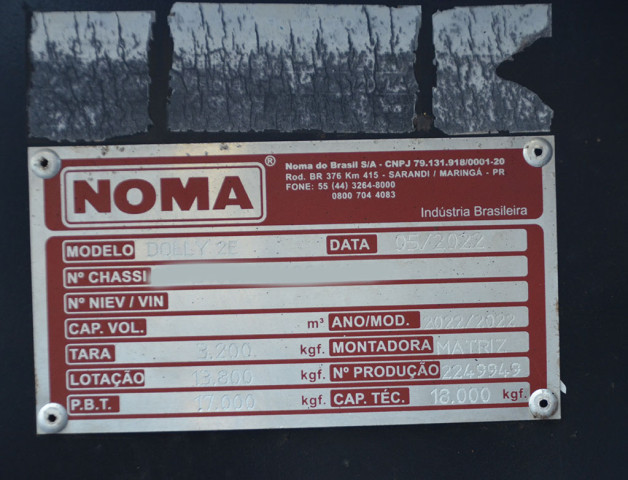 NOMA®
Noma do Brasil S/A - CNPJ 79.131.918/0001-20
Rod. BR 376 Km 415 - SARANDI / MARINGÁ - PR
FONE: 55 (44) 3264-8000
0800 704 4083
Indústria Brasileira
MODELO DOLLY 2E DATA 05/2022
Nº CHASSI
Nº NIEV / VIN
CAP. VOL. m³ ANO/MOD. 2022/2022
TARA 3.200 kgf. MONTADORA MATRIZ
LOTAÇÃO 13.800 kgf. Nº PRODUÇÃO 2249949
P.B.T. 17.000 kgf. CAP. TÉC. 18.000 kgf.